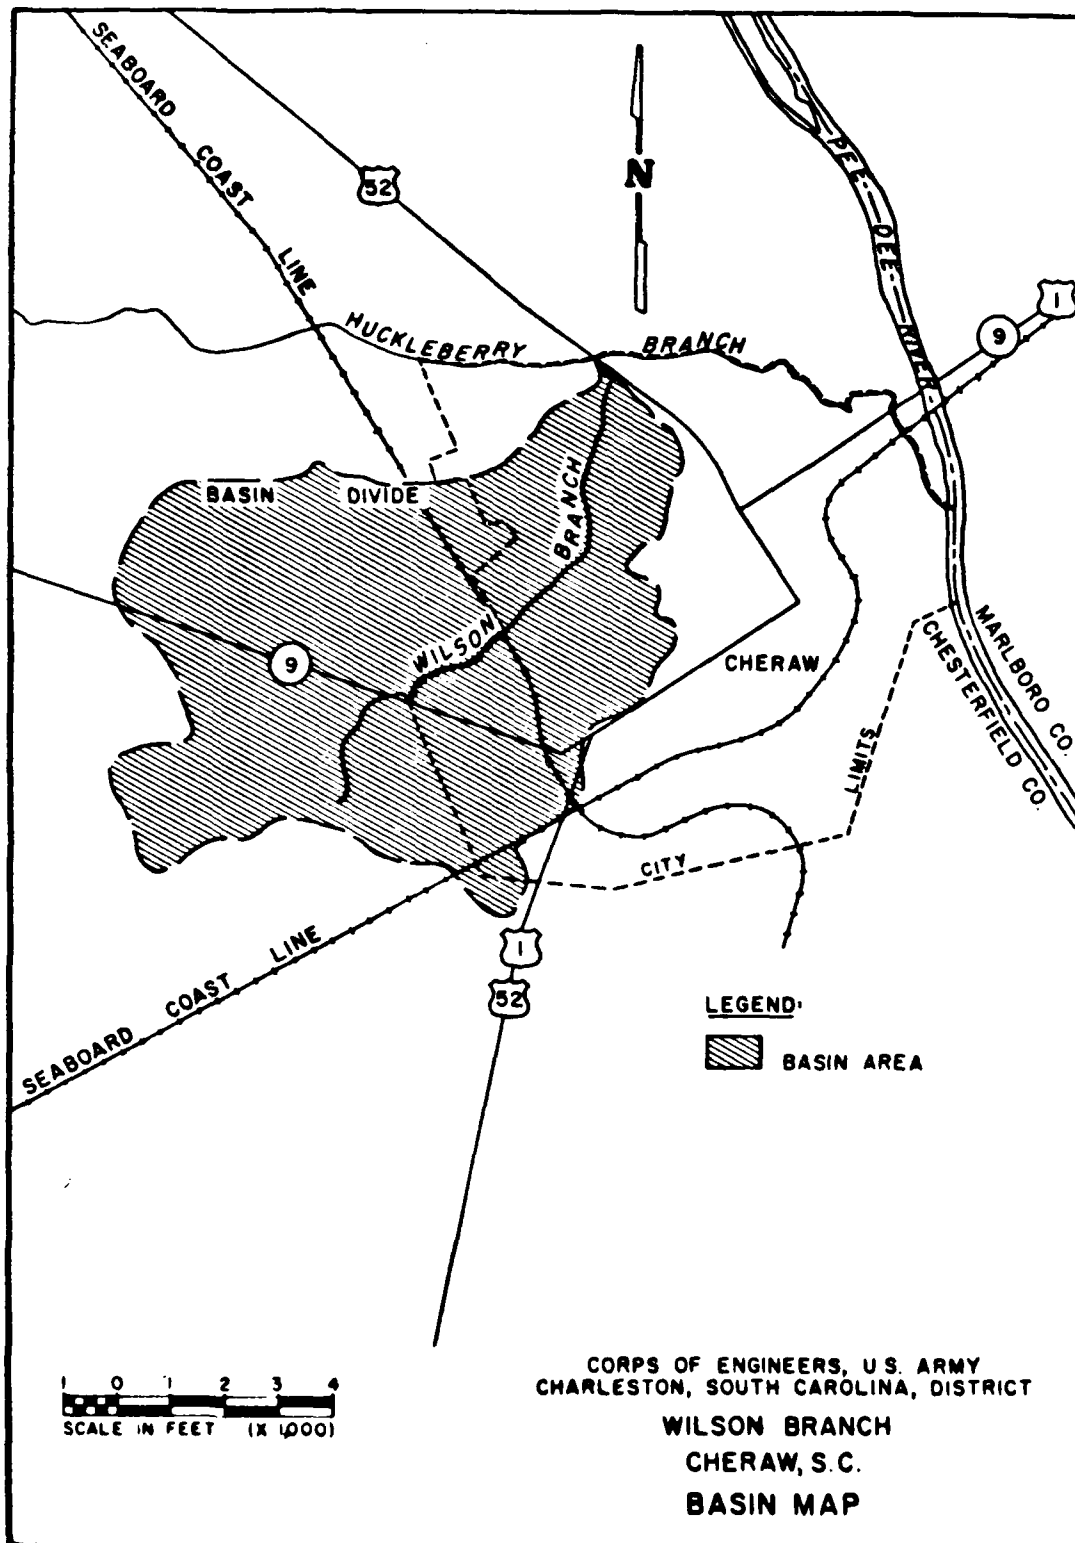 SEABOARD COAST LINE
52
N
PEE DEE RIVER
1
9
HUCKLEBERRY BRANCH
BASIN DIVIDE
WILSON BRANCH
9
CHERAW
MARLBORO CO.
CHESTERFIELD CO.
CITY LIMITS
SEABOARD COAST LINE
1
52
LEGEND:
BASIN AREA
1 0 1 2 3 4
SCALE IN FEET (X 1,000)
CORPS OF ENGINEERS, U.S. ARMY
CHARLESTON, SOUTH CAROLINA, DISTRICT
WILSON BRANCH
CHERAW, S.C.
BASIN MAP